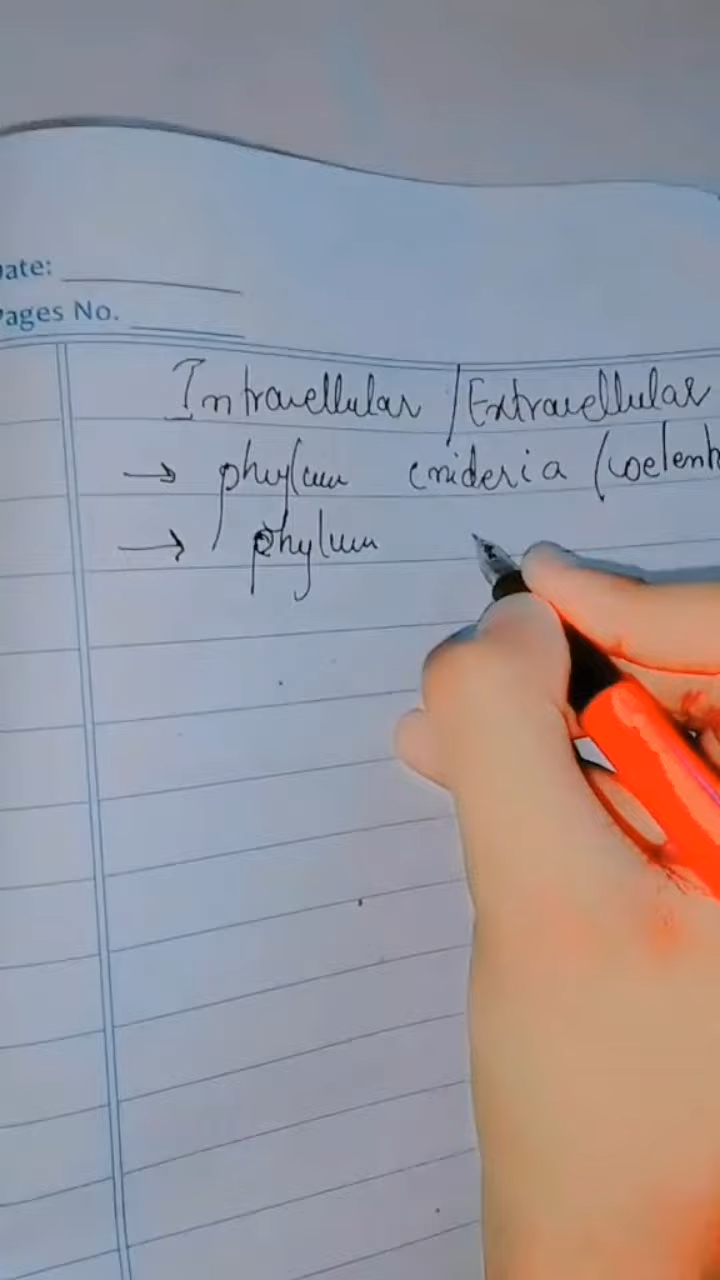 Date:
Pages No.
Intracellular / Extracellular
→ phylum cnideria (coelent
→ phylum